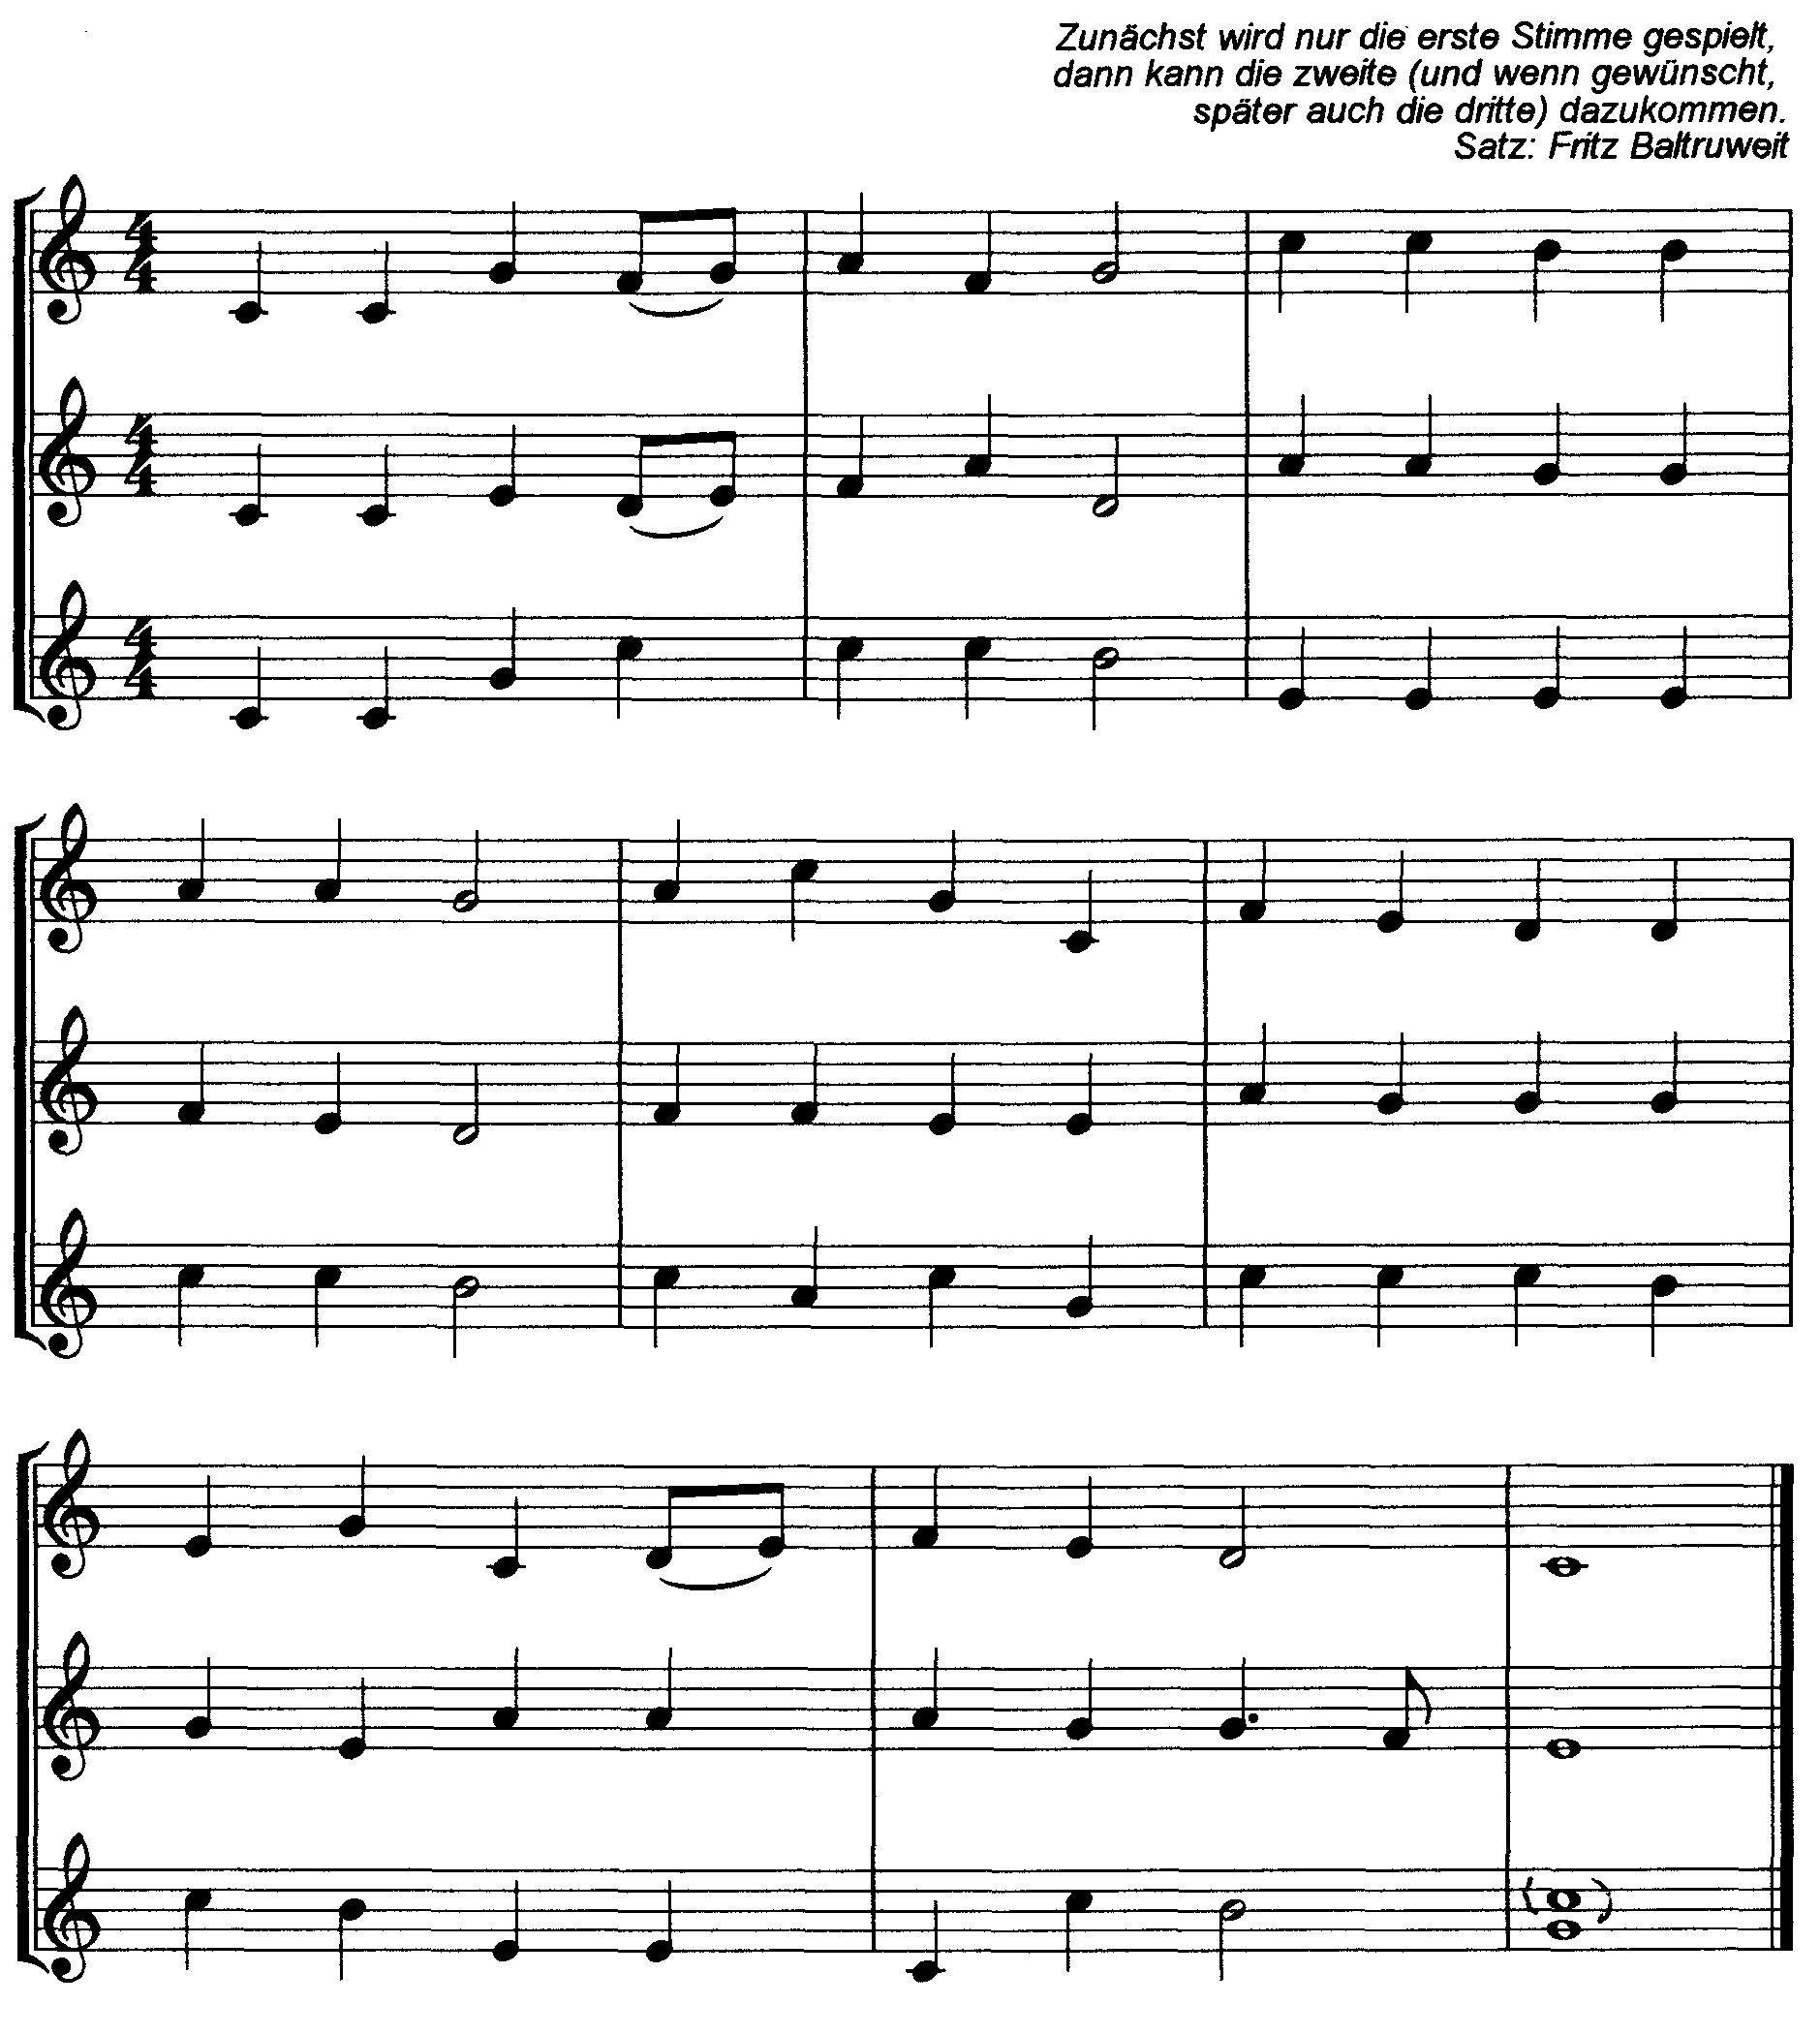 Zunächst wird nur die erste Stimme gespielt,
dann kann die zweite (und wenn gewünscht,
später auch die dritte) dazukommen.
Satz: Fritz Baltruweit